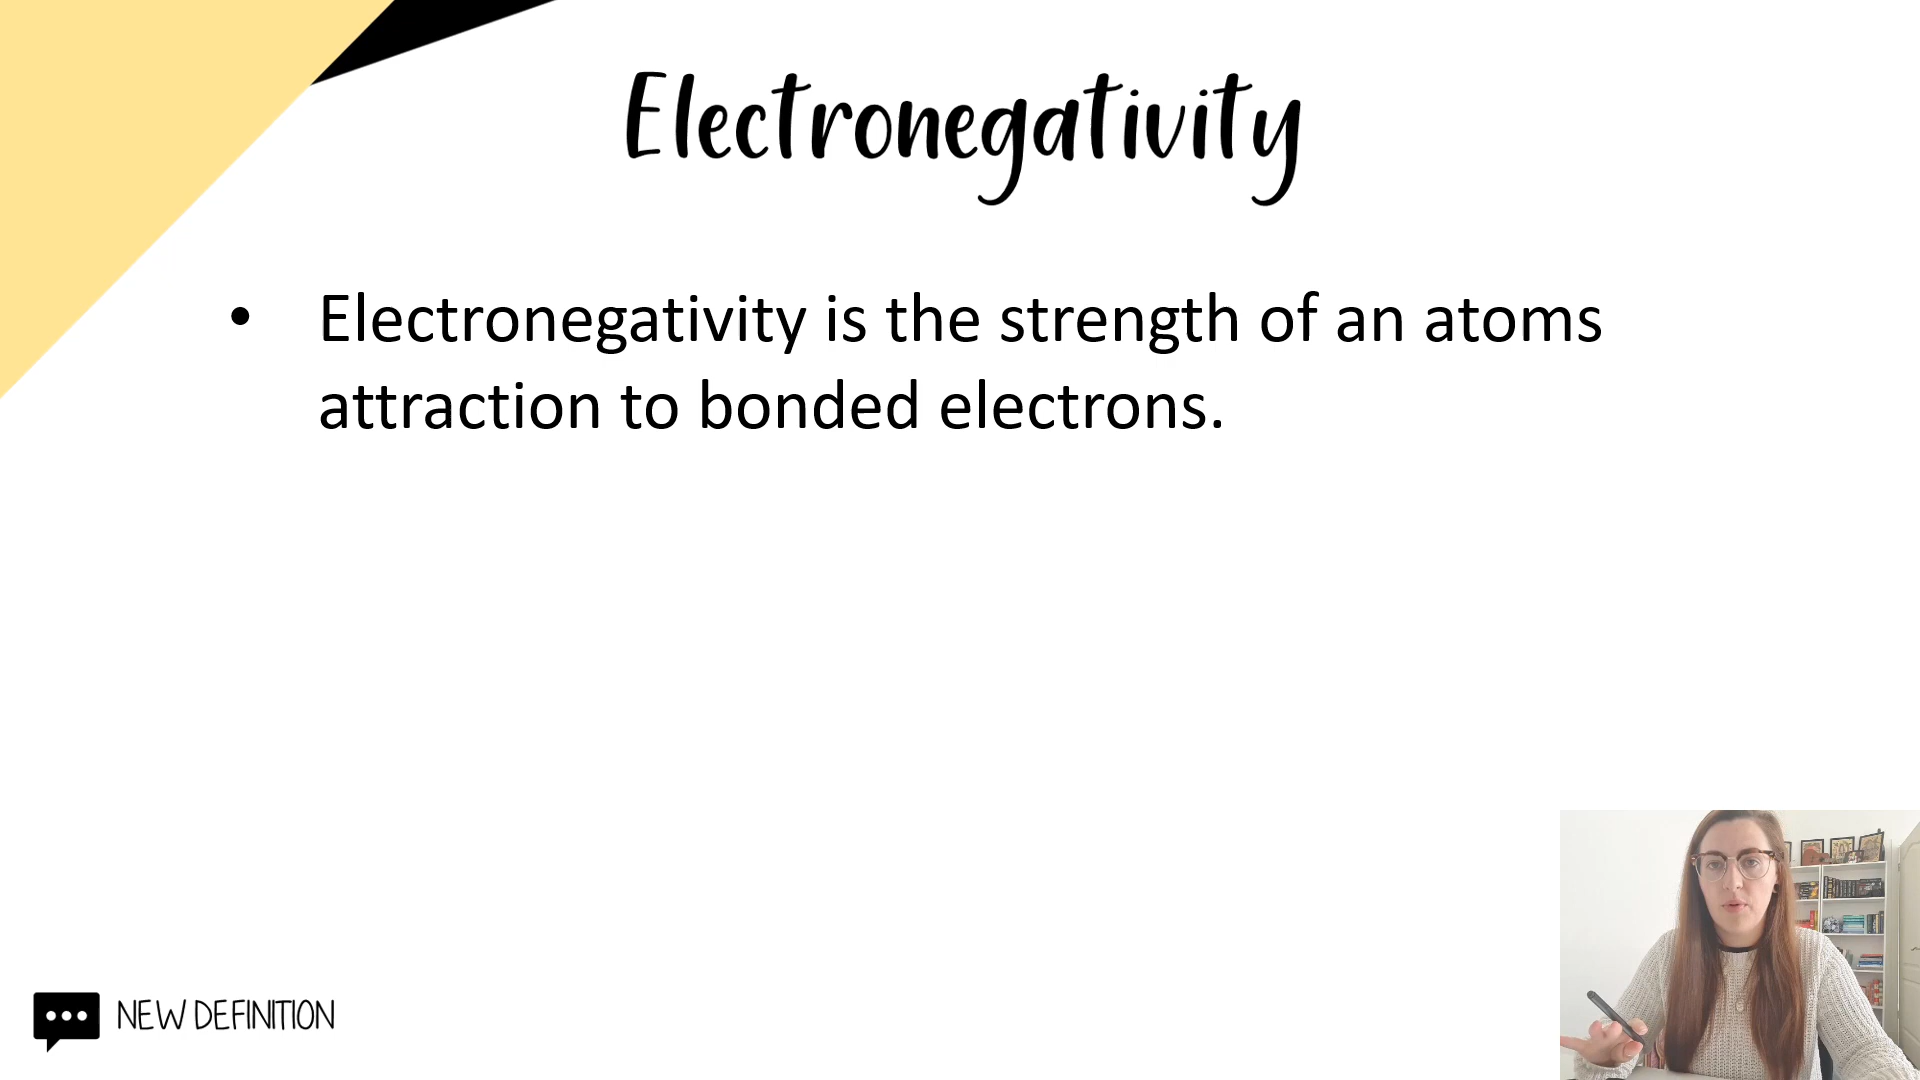 Electronegativity
• Electronegativity is the strength of an atoms
attraction to bonded electrons.
NEW DEFINITION